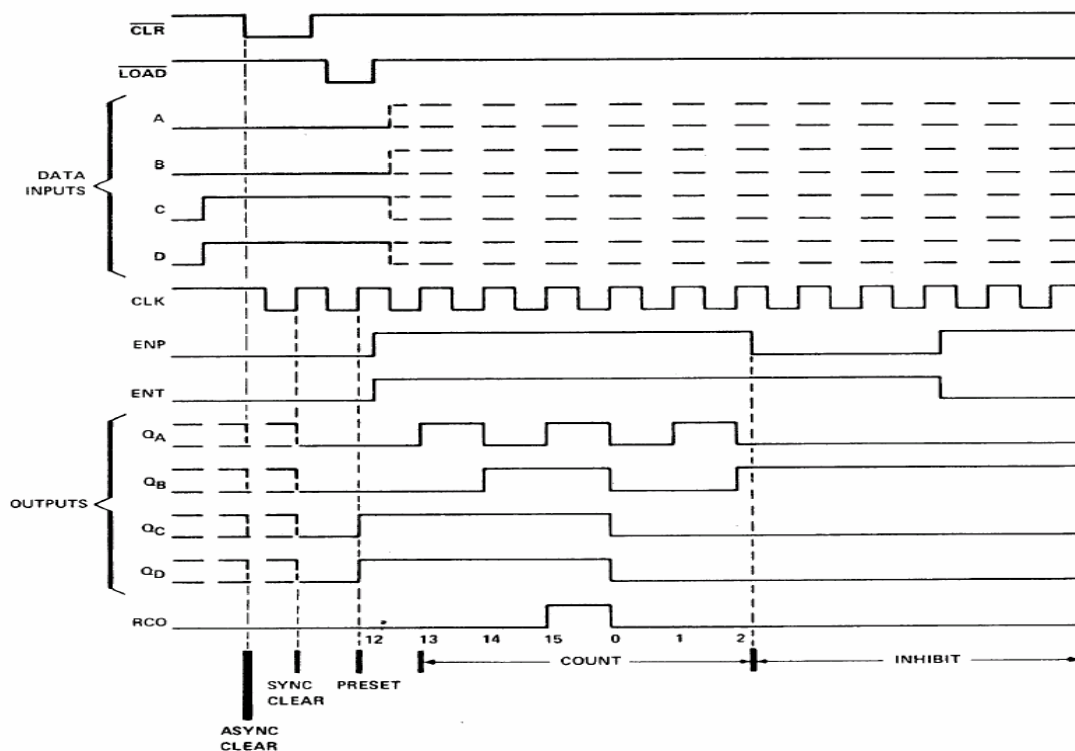 CLR
LOAD
A
B
DATA
INPUTS
C
D
CLK
ENP
ENT
QA
QB
OUTPUTS
QC
QD
RCO
12 13 14 15 0 1 2
SYNC
CLEAR
PRESET
COUNT
INHIBIT
ASYNC
CLEAR